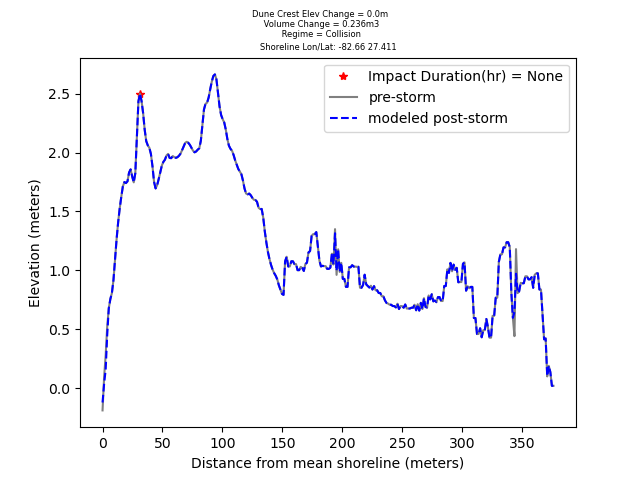 Dune Crest Elev Change = 0.0m
Volume Change = 0.236m3
Regime = Collision
Shoreline Lon/Lat: -82.66 27.411
Impact Duration(hr) = None
pre-storm
modeled post-storm
2.5
2.0
1.5
1.0
0.5
0.0
Elevation (meters)
0
50
100
150
200
250
300
350
Distance from mean shoreline (meters)